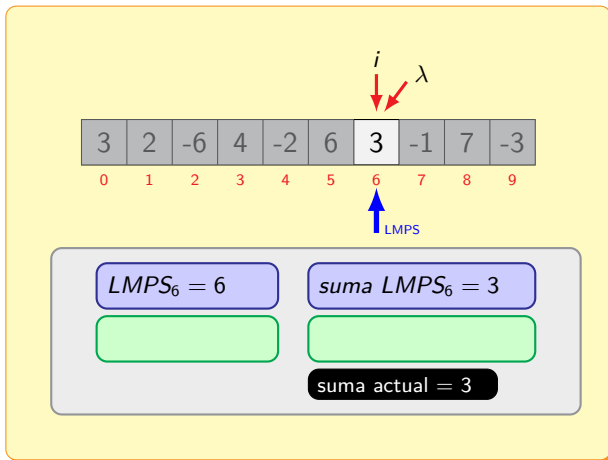 i
λ
3 2 -6 4 -2 6 3 -1 7 -3
0 1 2 3 4 5 6 7 8 9
LMPS
LMPS₆ = 6 suma LMPS₆ = 3
suma actual = 3